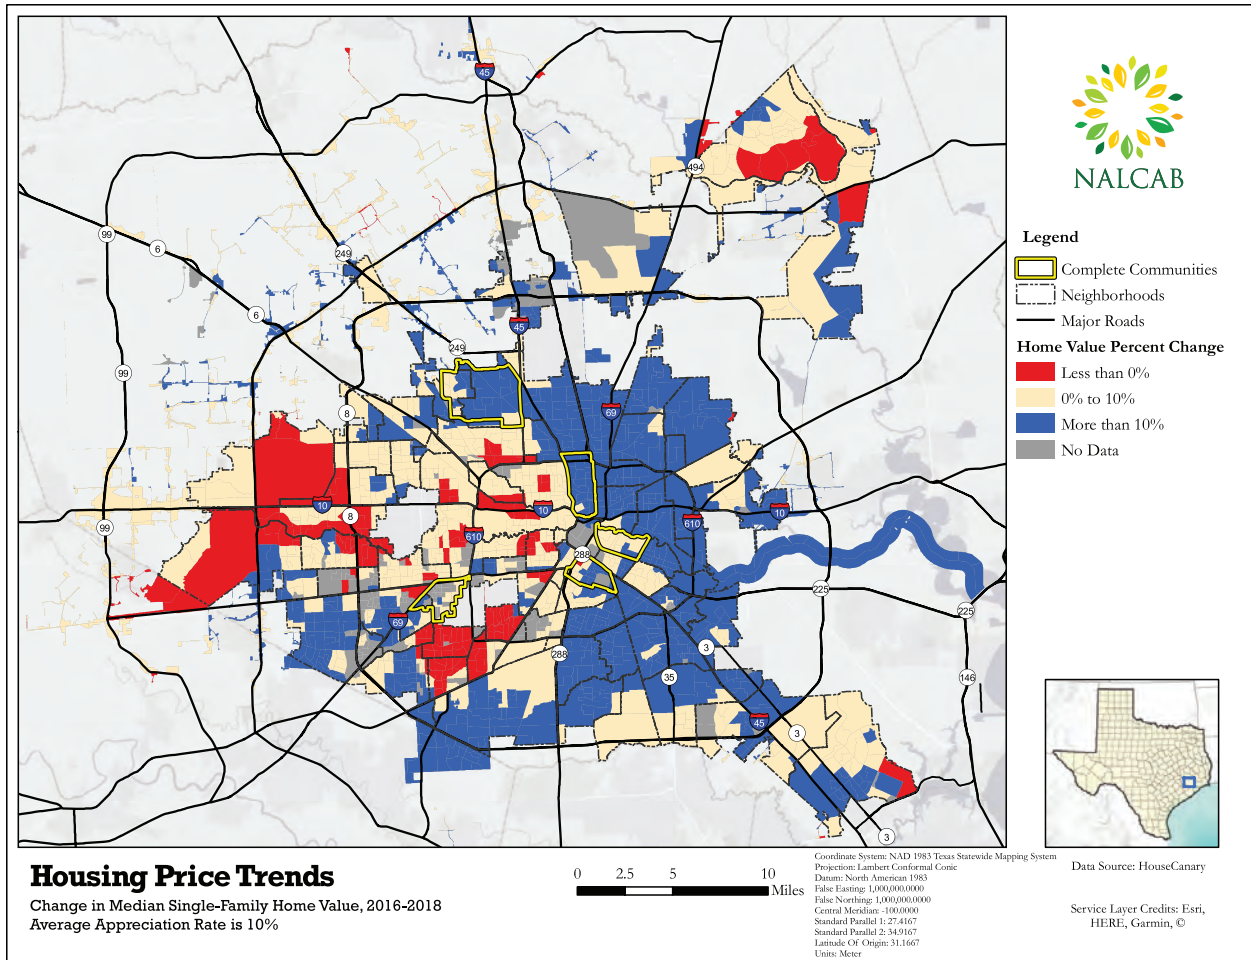 45
494
99
6
249
6
45
249
99
8
69
10
8
10
10
99
610
610
288
225
225
69
288
3
35
146
45
3
3
NALCAB
Legend
Complete Communities
Neighborhoods
Major Roads
Home Value Percent Change
Less than 0%
0% to 10%
More than 10%
No Data
Housing Price Trends
Change in Median Single-Family Home Value, 2016-2018
Average Appreciation Rate is 10%
0 2.5 5 10
Miles
Coordinate System: NAD 1983 Texas Statewide Mapping System
Projection: Lambert Conformal Conic
Datum: North American 1983
False Easting: 1,000,000.0000
False Northing: 1,000,000.0000
Central Meridian: -100.0000
Standard Parallel 1: 27.4167
Standard Parallel 2: 34.9167
Latitude Of Origin: 31.1667
Units: Meter
Data Source: HouseCanary
Service Layer Credits: Esri,
HERE, Garmin, ©